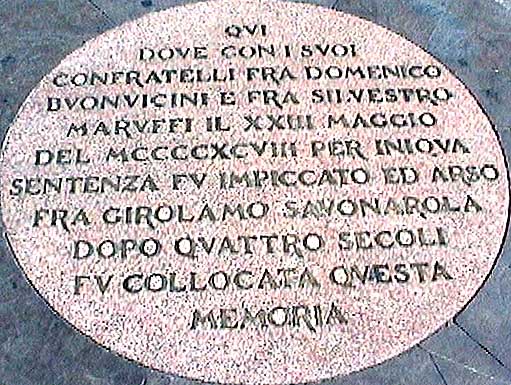 QVI
DOVE CON I SVOI
CONFRATELLI FRA DOMENICO
BVONVICINI E FRA SILVESTRO
MARVFFI IL XXIII MAGGIO
DEL MCCCCXCVIII PER INIQVA
SENTENZA FV IMPICCATO ED ARSO
FRA GIROLAMO SAVONAROLA
DOPO QVATTRO SECOLI
FV COLLOCATA QVESTA
MEMORIA